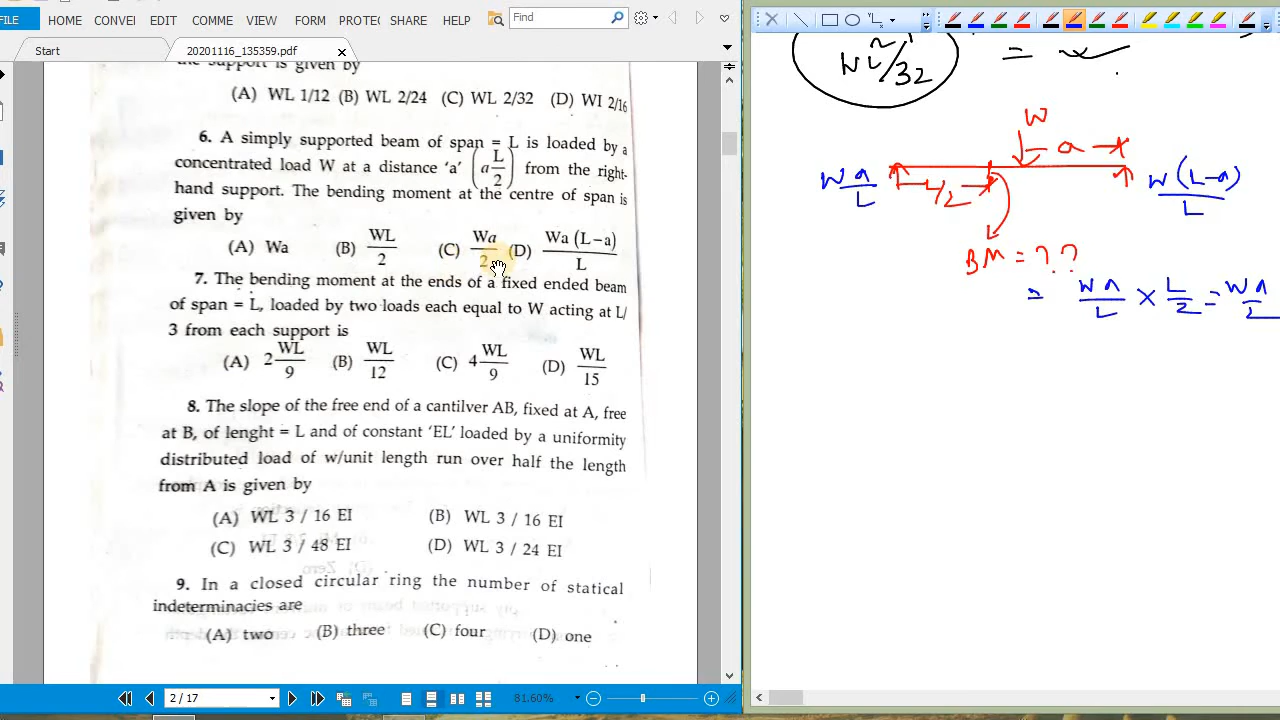 FILE HOME CONVEI EDIT COMME VIEW FORM PROTEC SHARE HELP Find
Start 20201116_135359.pdf
the support is given by
(A) WL 1/12 (B) WL 2/24 (C) WL 2/32 (D) WI 2/16
6. A simply supported beam of span = L is loaded by a
concentrated load W at a distance 'a' (a L/2) from the right-
hand support. The bending moment at the centre of span is
given by
(A) Wa (B) WL/2 (C) Wa/2 (D) Wa (L-a)/L
7. The bending moment at the ends of a fixed ended beam
of span = L, loaded by two loads each equal to W acting at L/
3 from each support is
(A) 2 WL/9 (B) WL/12 (C) 4 WL/9 (D) WL/15
8. The slope of the free end of a cantilver AB, fixed at A, free
at B, of lenght = L and of constant 'EL' loaded by a uniformity
distributed load of w/unit length run over half the length
from A is given by
(A) WL 3 / 16 EI (B) WL 3 / 16 EI
(C) WL 3 / 48 EI (D) WL 3 / 24 EI
9. In a closed circular ring the number of statical
indeterminacies are
(A) two (B) three (C) four (D) one
2 / 17 81.60%
W
a
Wa/L L/2 W(L-a)/L
BM = ??
= Wa/L × L/2 = Wa/2